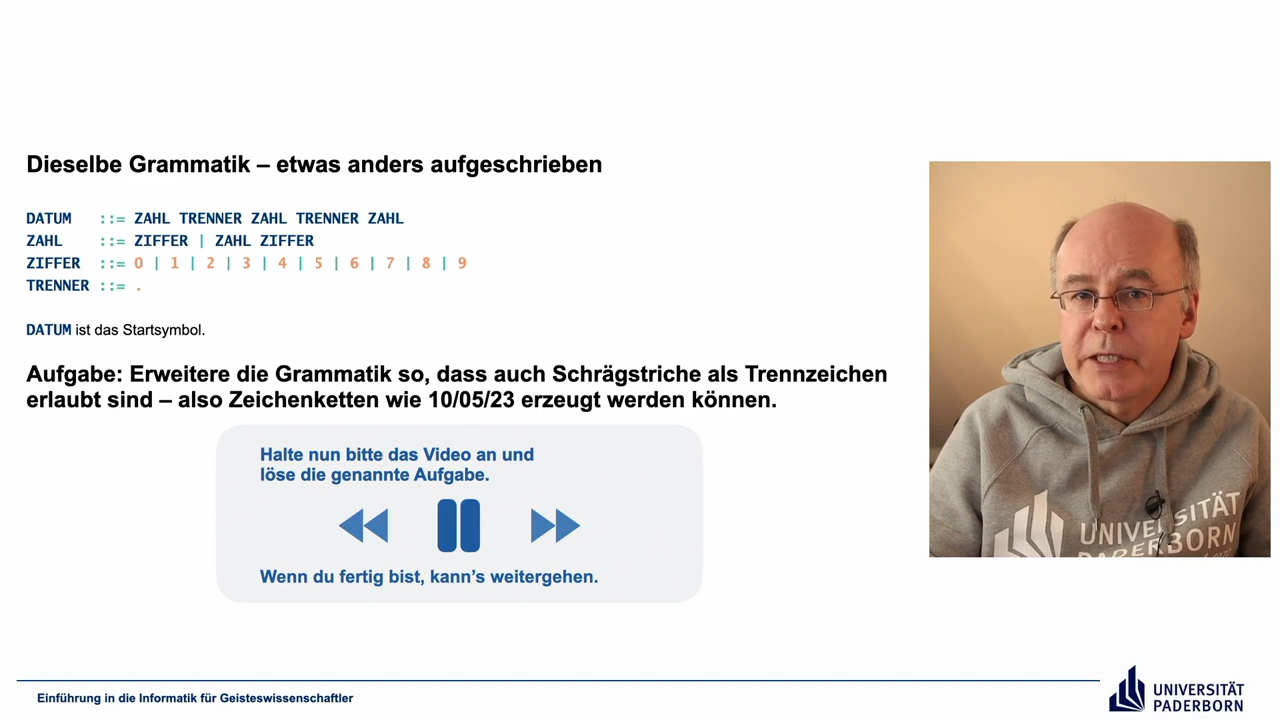 Dieselbe Grammatik – etwas anders aufgeschrieben
DATUM ::= ZAHL TRENNER ZAHL TRENNER ZAHL
ZAHL ::= ZIFFER | ZAHL ZIFFER
ZIFFER ::= 0 | 1 | 2 | 3 | 4 | 5 | 6 | 7 | 8 | 9
TRENNER ::= .
DATUM ist das Startsymbol.
Aufgabe: Erweitere die Grammatik so, dass auch Schrägstriche als Trennzeichen
erlaubt sind – also Zeichenketten wie 10/05/23 erzeugt werden können.
Halte nun bitte das Video an und
löse die genannte Aufgabe.
Wenn du fertig bist, kann’s weitergehen.
UNIVERSITÄT
PADERBORN
Einführung in die Informatik für Geisteswissenschaftler
UNIVERSITÄT
PADERBORN